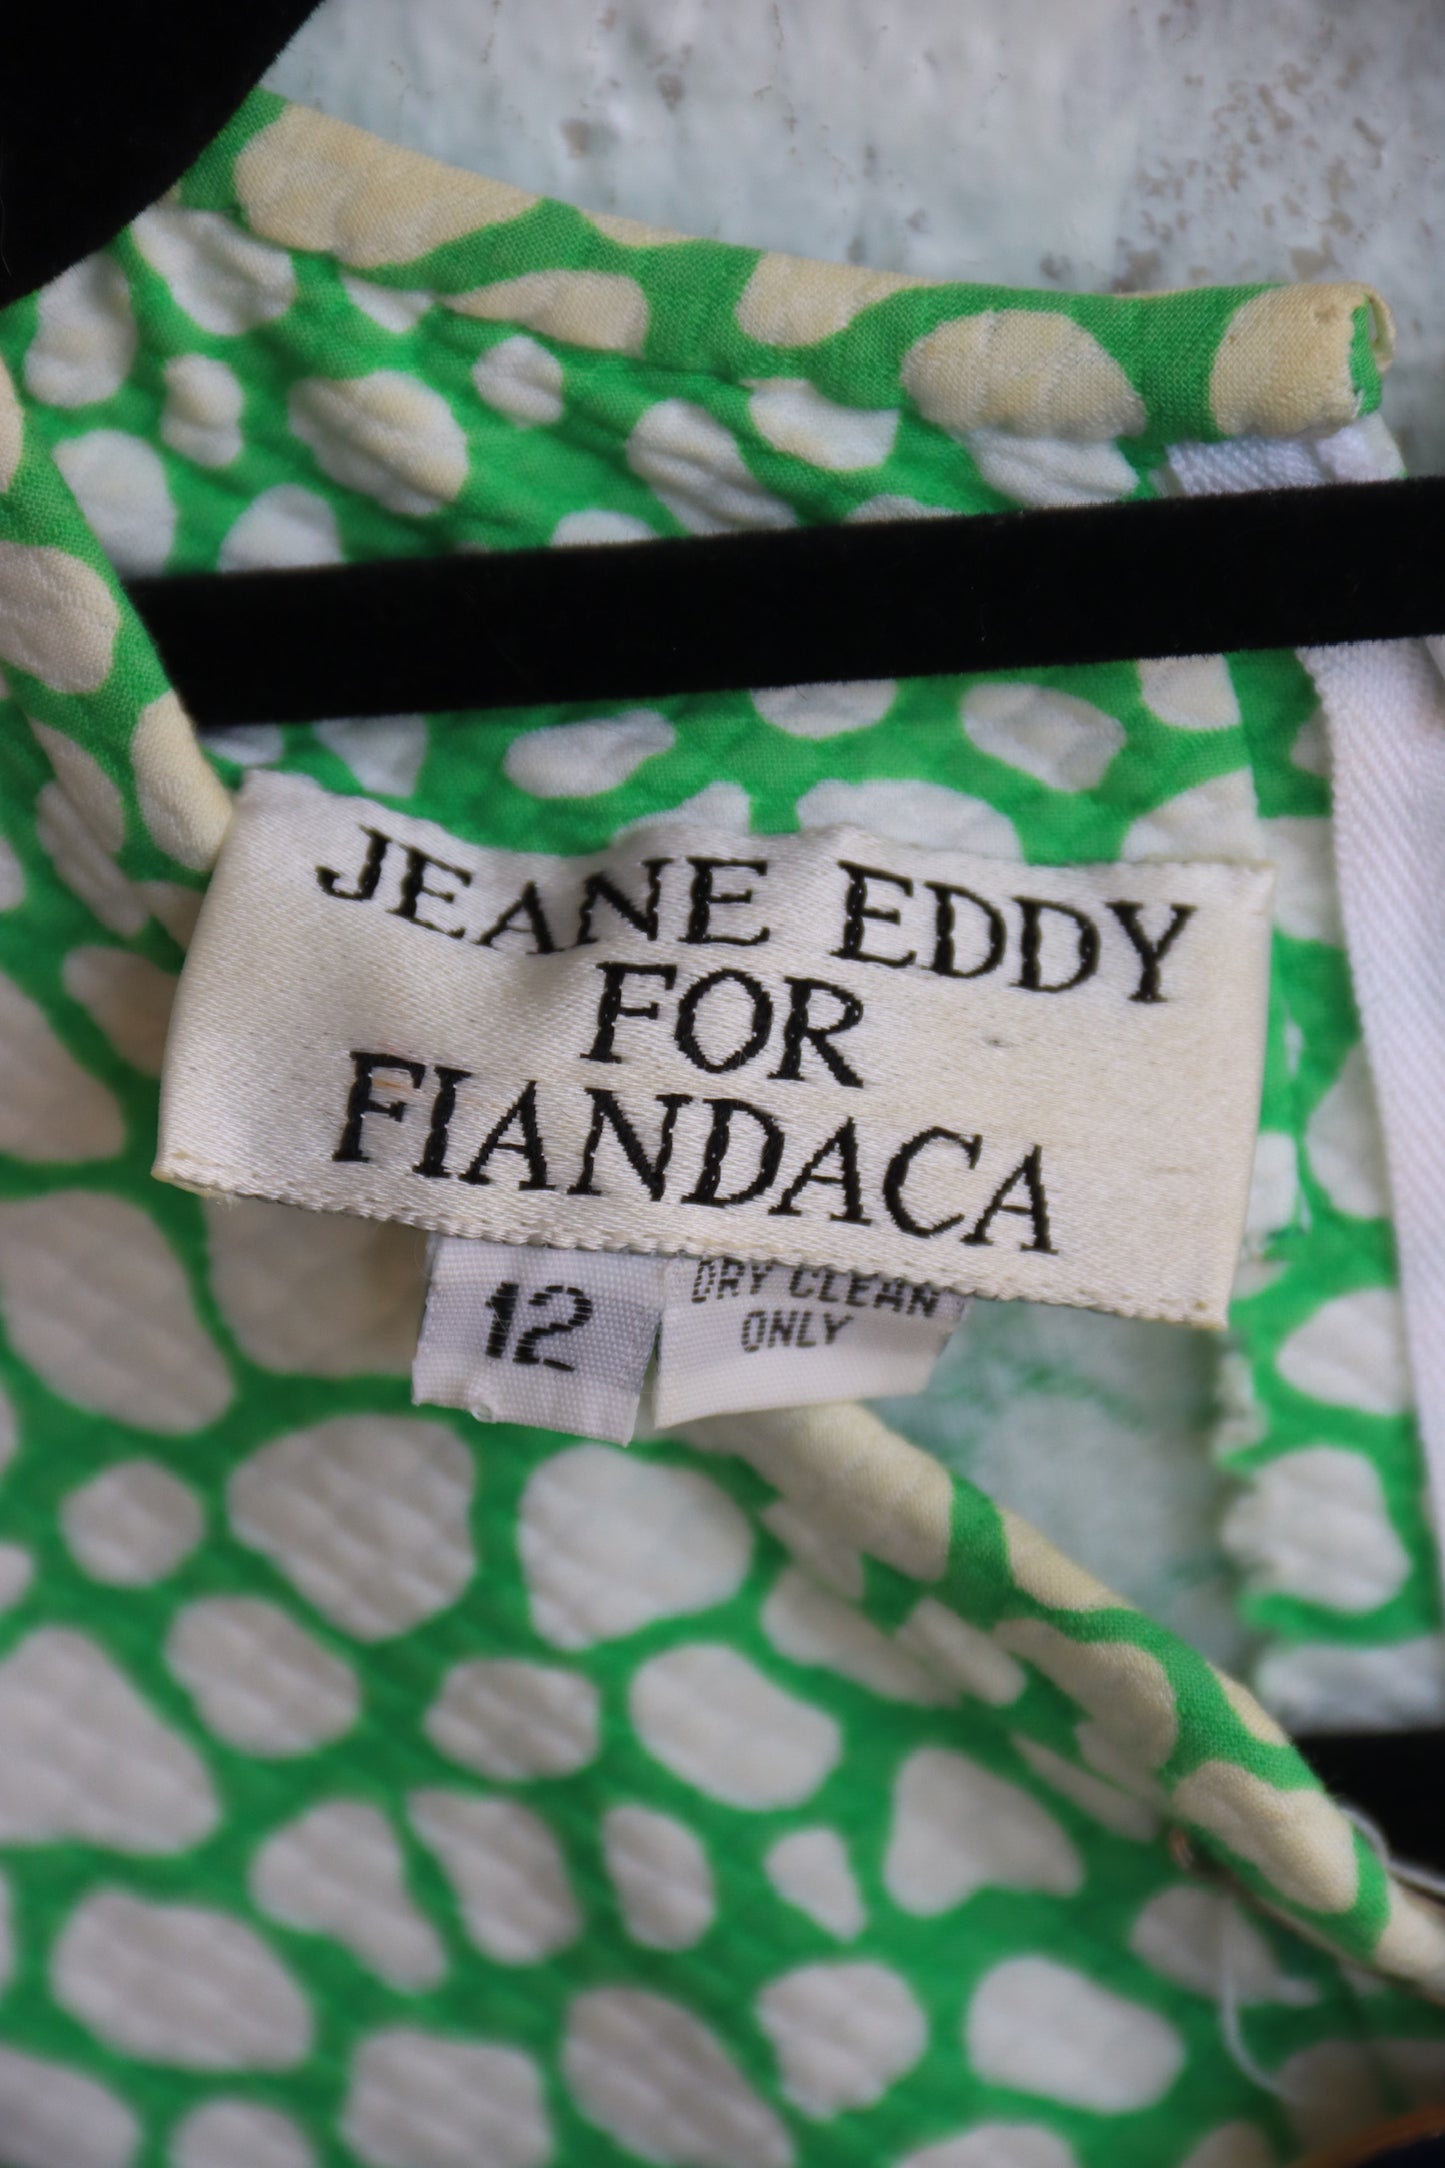 JEANE EDDY
FOR
FIANDACA
12
DRY CLEAN
ONLY